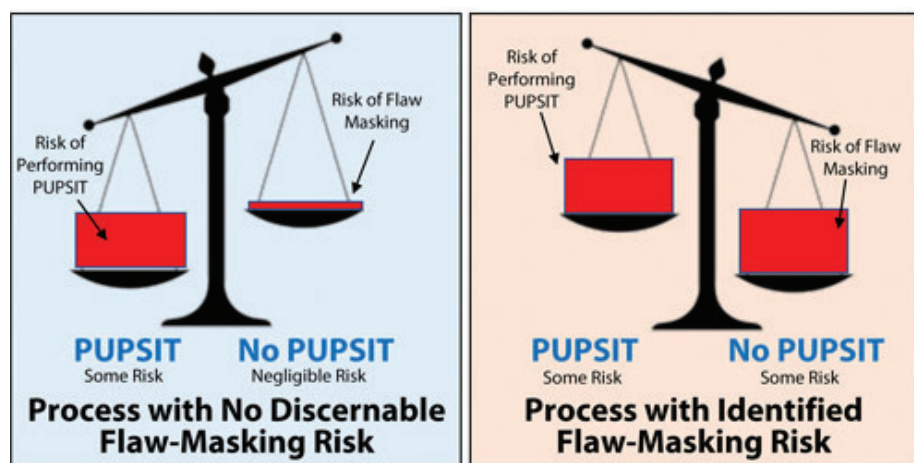 Risk of
Performing
PUPSIT
Risk of Flaw
Masking
PUPSIT
Some Risk
No PUPSIT
Negligible Risk
Process with No Discernable
Flaw-Masking Risk
Risk of
Performing
PUPSIT
Risk of Flaw
Masking
PUPSIT
Some Risk
No PUPSIT
Some Risk
Process with Identified
Flaw-Masking Risk